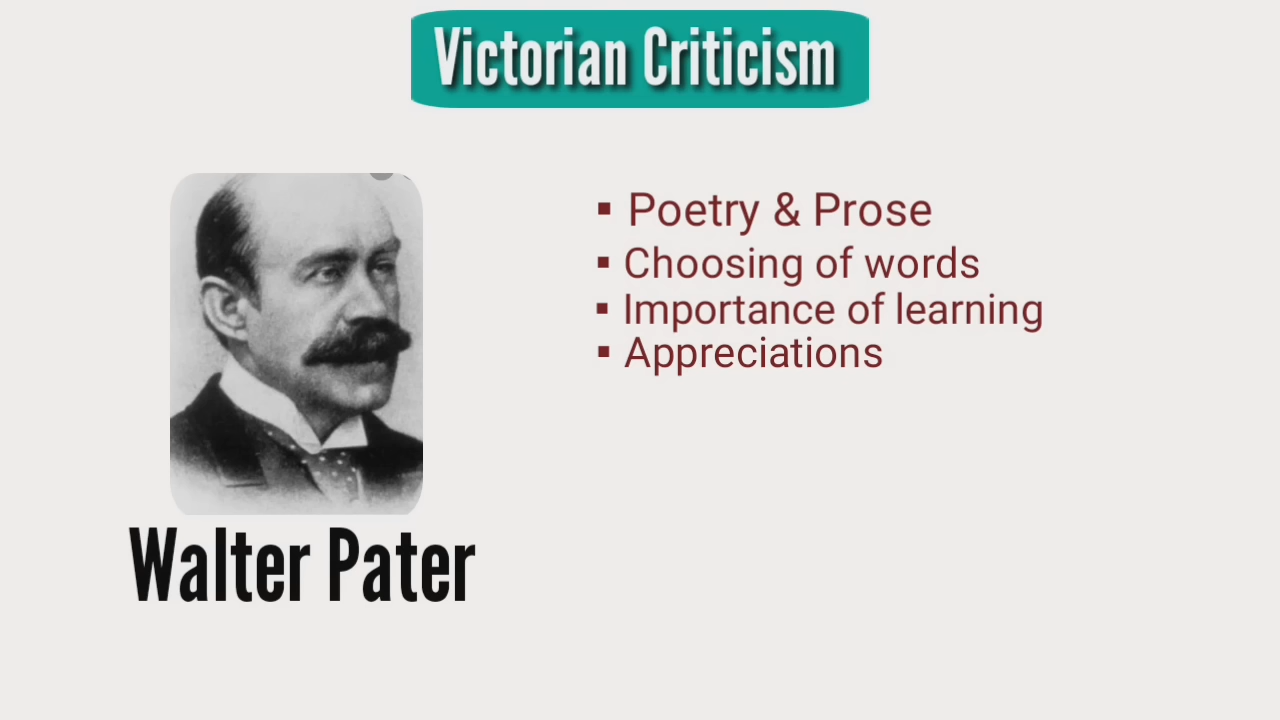 Victorian Criticism
▪ Poetry & Prose
▪ Choosing of words
▪ Importance of learning
▪ Appreciations
Walter Pater